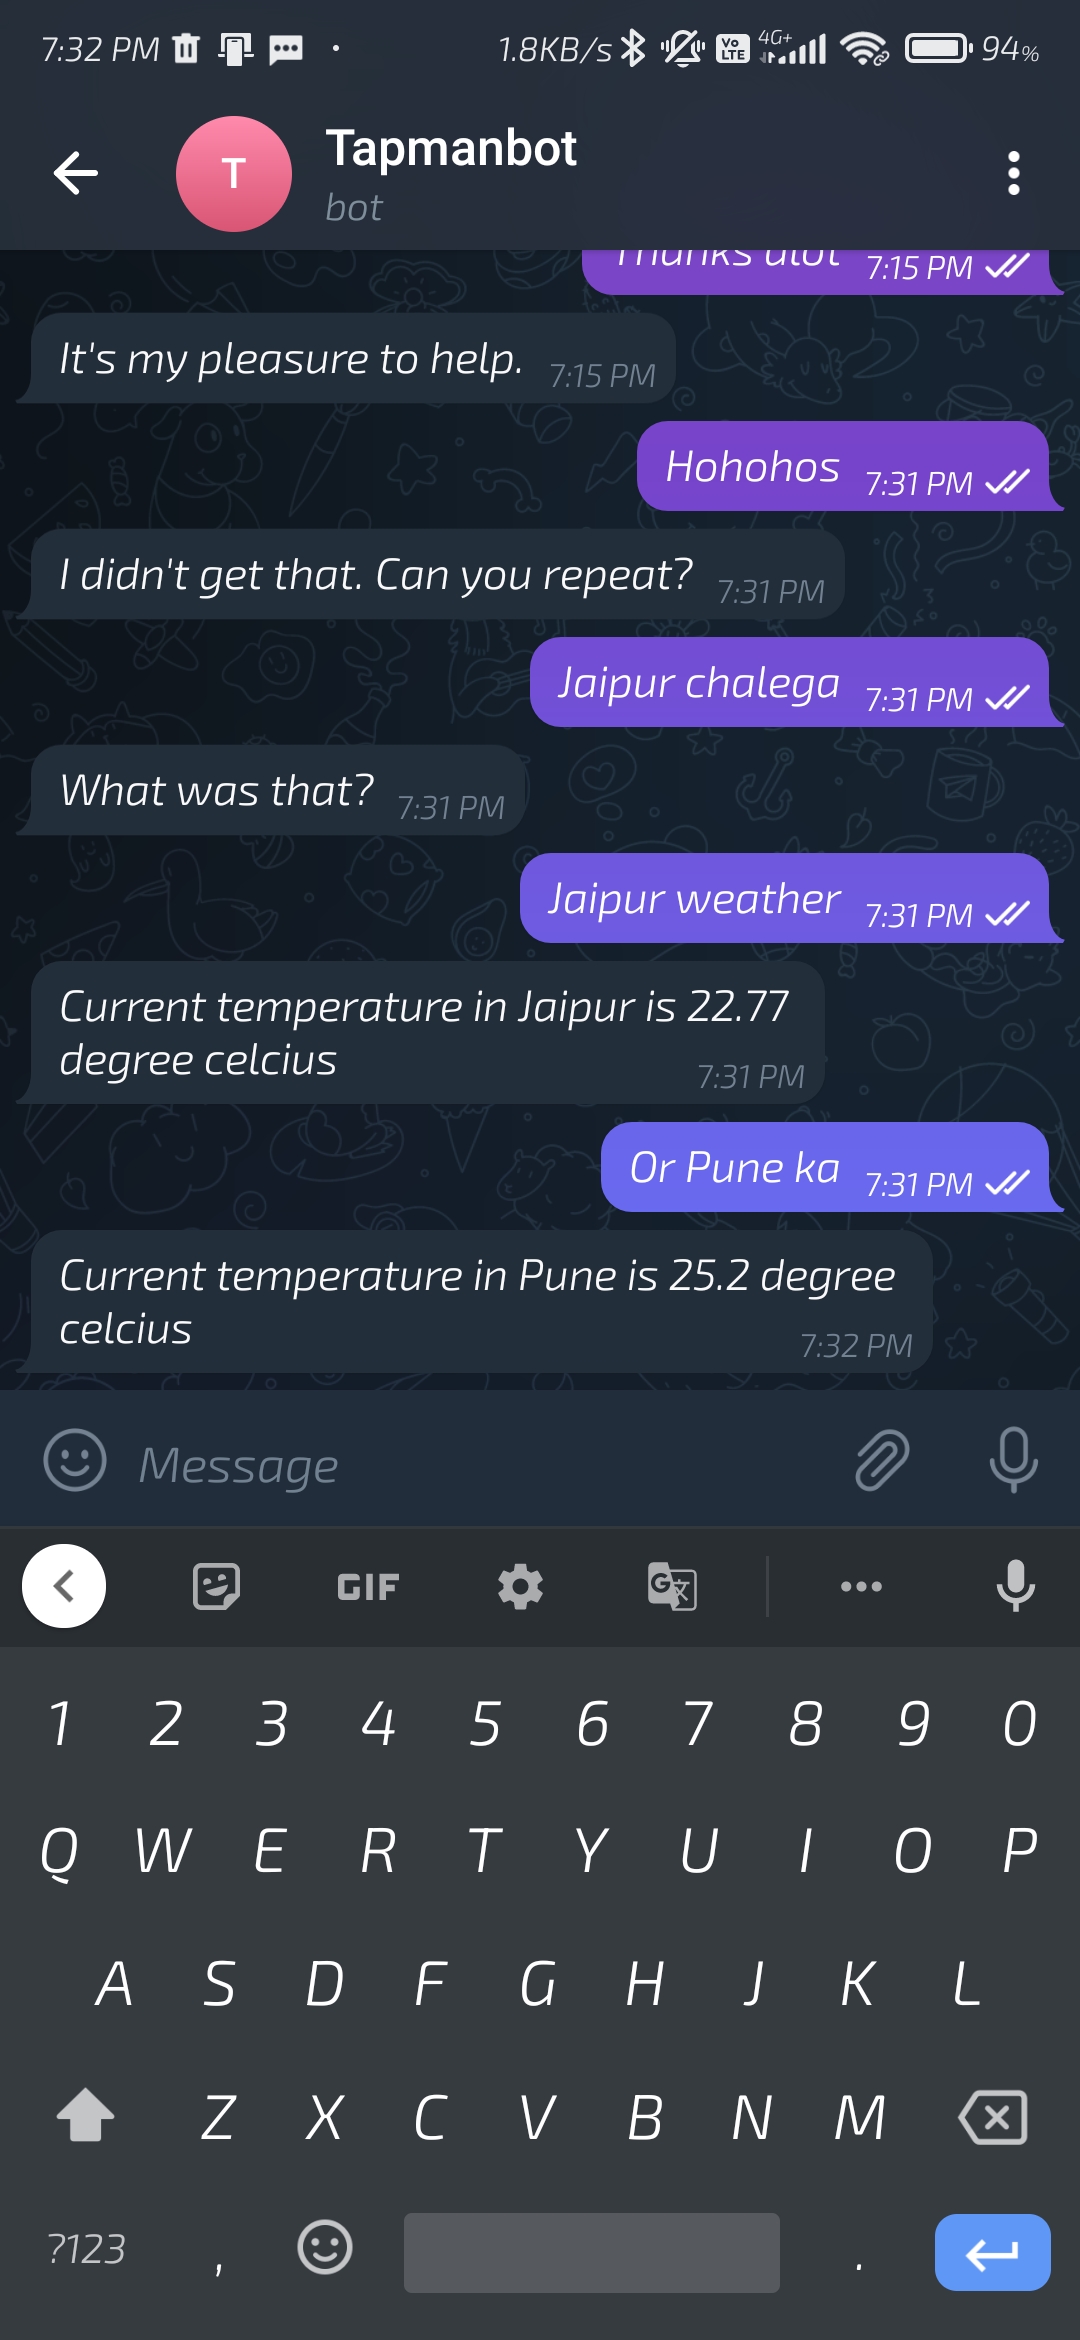 7:32 PM 1.8KB/s Vo LTE 4G+ 94%
T Tapmanbot
bot
Thanks alot 7:15 PM
It's my pleasure to help. 7:15 PM
Hohohos 7:31 PM
I didn't get that. Can you repeat? 7:31 PM
Jaipur chalega 7:31 PM
What was that? 7:31 PM
Jaipur weather 7:31 PM
Current temperature in Jaipur is 22.77
degree celcius 7:31 PM
Or Pune ka 7:31 PM
Current temperature in Pune is 25.2 degree
celcius 7:32 PM
Message
GIF G 文
1 2 3 4 5 6 7 8 9 0
Q W E R T Y U I O P
A S D F G H J K L
Z X C V B N M
?123 , .